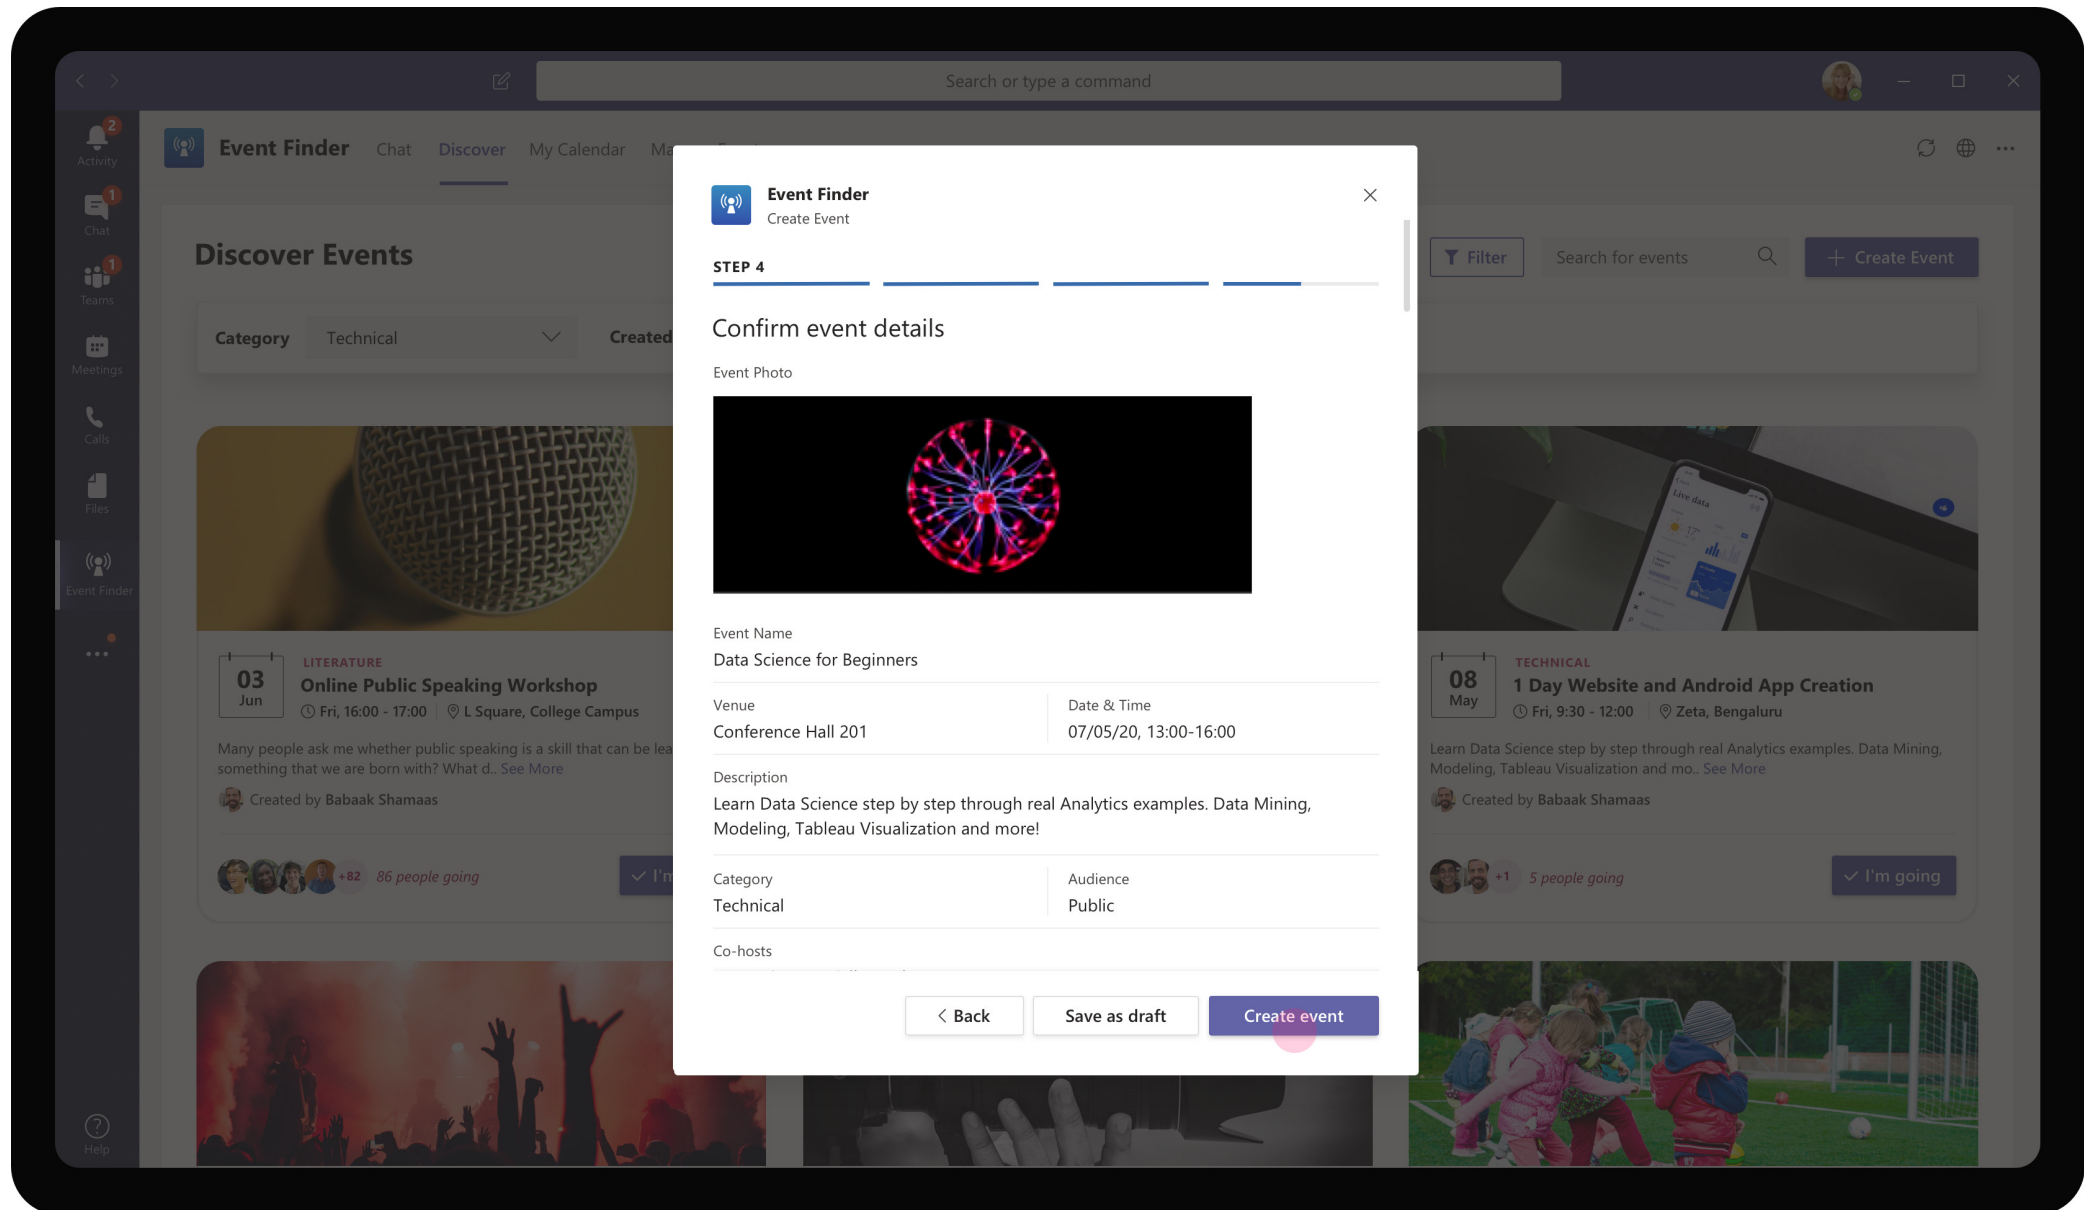 Search or type a command
2
Activity
1
Chat
1
Teams
Meetings
Calls
Files
Event Finder
Help
Event Finder
Chat
Discover
My Calendar
Discover Events
Filter
Search for events
Create Event
Category
Technical
Created
03
Jun
LITERATURE
Online Public Speaking Workshop
Fri, 16:00 - 17:00
L Square, College Campus
Many people ask me whether public speaking is a skill that can be
something that we are born with? What d.. See More
Created by Babaak Shamaas
+82
86 people going
Event Finder
Create Event
STEP 4
Confirm event details
Event Photo
Event Name
Data Science for Beginners
Venue
Conference Hall 201
Date & Time
07/05/20, 13:00-16:00
Description
Learn Data Science step by step through real Analytics examples. Data Mining,
Modeling, Tableau Visualization and more!
Category
Technical
Audience
Public
Co-hosts
Back
Save as draft
Create event
Live data
17°
08
May
TECHNICAL
1 Day Website and Android App Creation
Fri, 9:30 - 12:00
Zeta, Bengaluru
Learn Data Science step by step through real Analytics examples. Data Mining,
Modeling, Tableau Visualization and mo.. See More
Created by Babaak Shamaas
+1
5 people going
I'm going